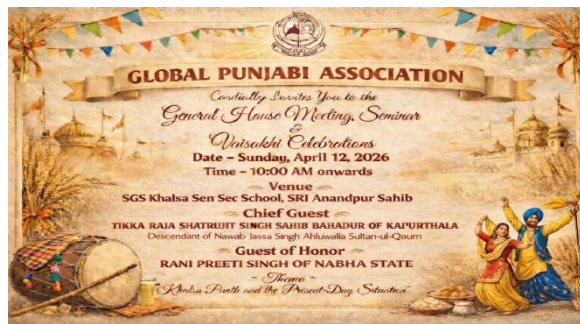 GLOBAL PUNJABI ASSOCIATION
Cordially Invites You to the
General House Meeting, Seminar
&
Vaisakhi Celebrations
Date – Sunday, April 12, 2026
Time – 10:00 AM onwards
Venue
SGS Khalsa Sen Sec School, SRI Anandpur Sahib
Chief Guest
TIKKA RAJA SHATRUJIT SINGH SAHIB BAHADUR OF KAPURTHALA
Descendant of Nawab Jassa Singh Ahluwalia Sultan-ul-Qoum
Guest of Honor
RANI PREETI SINGH OF NABHA STATE
~ Theme ~
"Khalsa Panth and the Present-Day Situation"